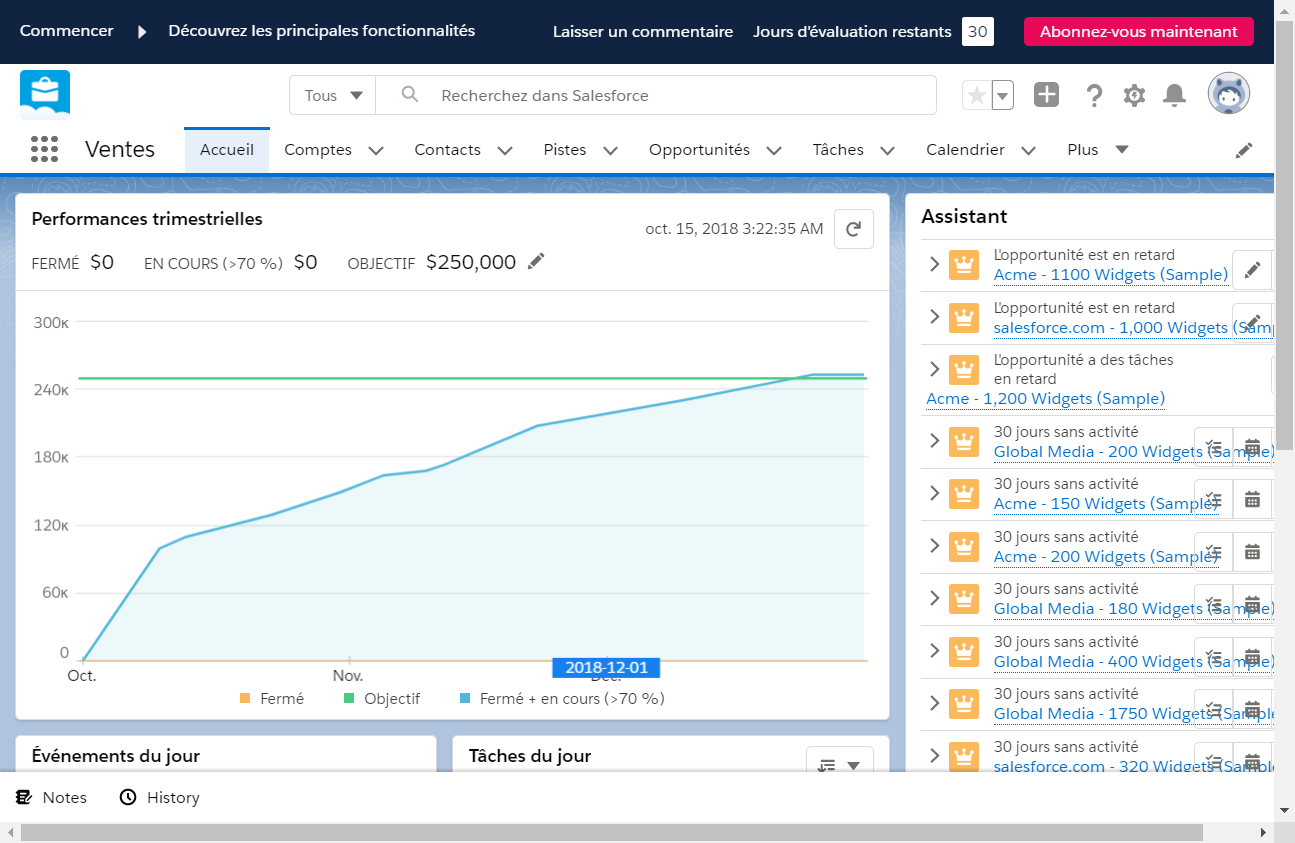 Commencer
Découvrez les principales fonctionnalités
Laisser un commentaire
Jours d'évaluation restants 30
Abonnez-vous maintenant
Tous
Recherchez dans Salesforce
Ventes
Accueil
Comptes
Contacts
Pistes
Opportunités
Tâches
Calendrier
Plus
Performances trimestrielles
oct. 15, 2018 3:22:35 AM
FERMÉ $0
EN COURS (>70 %) $0
OBJECTIF $250,000
300K
240K
180K
120K
60K
0
Oct.
Nov.
2018-12-01
Fermé
Objectif
Fermé + en cours (>70 %)
Événements du jour
Tâches du jour
Assistant
L'opportunité est en retard
Acme - 1100 Widgets (Sample)
L'opportunité est en retard
salesforce.com - 1,000 Widgets (Sam
L'opportunité a des tâches
en retard
Acme - 1,200 Widgets (Sample)
30 jours sans activité
Global Media - 200 Widgets (Sample)
30 jours sans activité
Acme - 150 Widgets (Sample)
30 jours sans activité
Acme - 200 Widgets (Sample)
30 jours sans activité
Global Media - 180 Widgets (Sample)
30 jours sans activité
Global Media - 400 Widgets (Sample)
30 jours sans activité
Global Media - 1750 Widgets (Sample
30 jours sans activité
salesforce.com - 320 Widgets (Sample
Notes
History